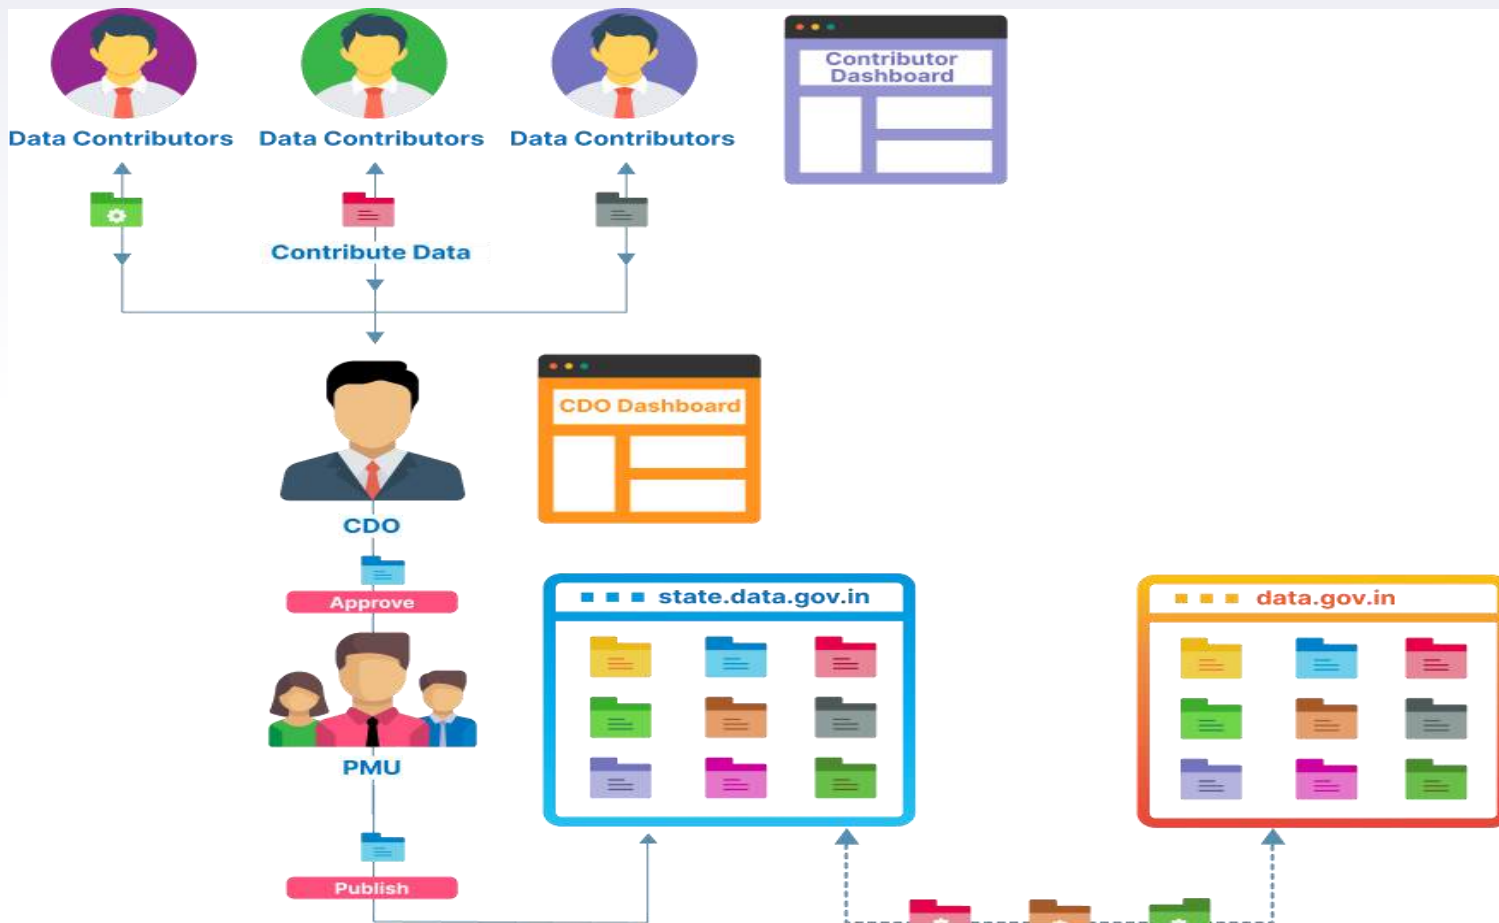 Data Contributors
Data Contributors
Data Contributors
Contributor
Dashboard
Contribute Data
CDO Dashboard
CDO
Approve
state.data.gov.in
data.gov.in
PMU
Publish